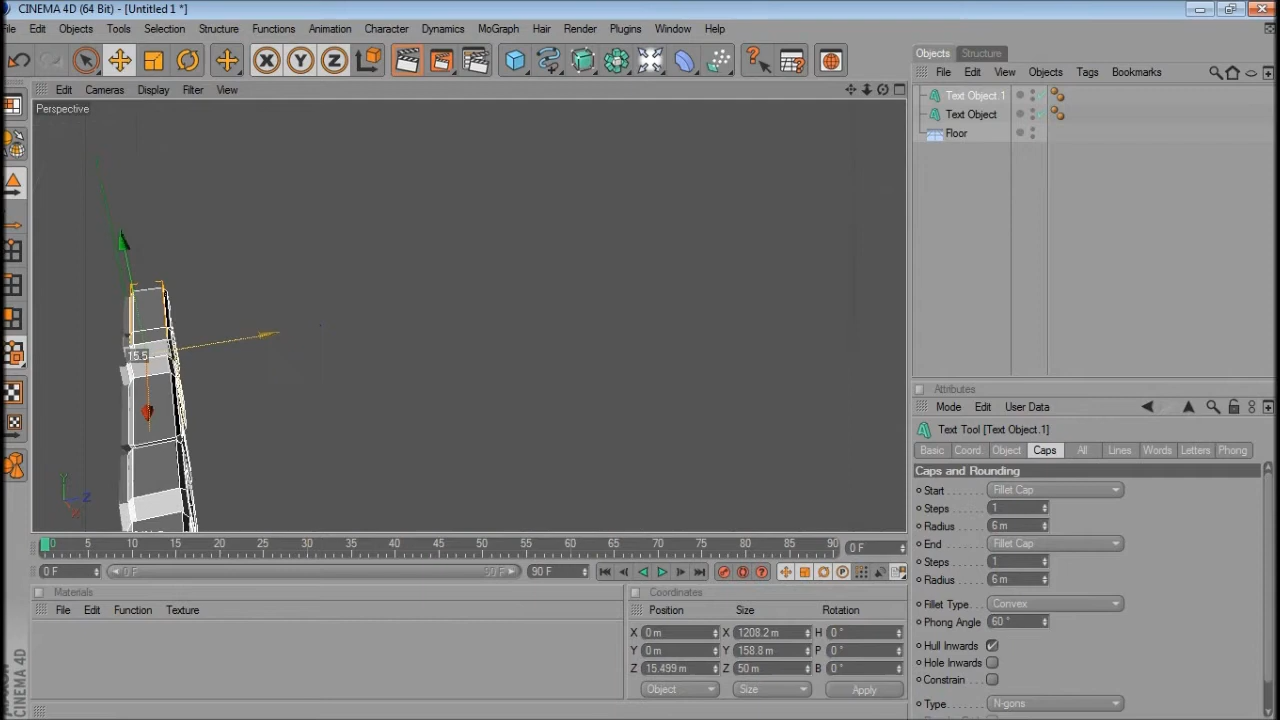 CINEMA 4D (64 Bit) - [Untitled 1 *]
File Edit Objects Tools Selection Structure Functions Animation Character Dynamics MoGraph Hair Render Plugins Window Help
X Y Z
Objects Structure
File Edit View Objects Tags Bookmarks
Text Object.1
Text Object
Floor
Edit Cameras Display Filter View
Perspective
15.5
Y
Z
X
Attributes
Mode Edit User Data
Text Tool [Text Object.1]
Basic Coord. Object Caps All Lines Words Letters Phong
Caps and Rounding
Start Fillet Cap
Steps 1
Radius 6 m
End Fillet Cap
Steps 1
Radius 6 m
Fillet Type Convex
Phong Angle 60 °
Hull Inwards
Hole Inwards
Constrain
Type N-gons
0 5 10 15 20 25 30 35 40 45 50 55 60 65 70 75 80 85 90 0 F
0 F 0 F 90 F 90 F
Materials
File Edit Function Texture
Coordinates
Position Size Rotation
X 0 m X 1208.2 m H 0 °
Y 0 m Y 158.8 m P 0 °
Z 15.499 m Z 50 m B 0 °
Object Size Apply
CINEMA 4D